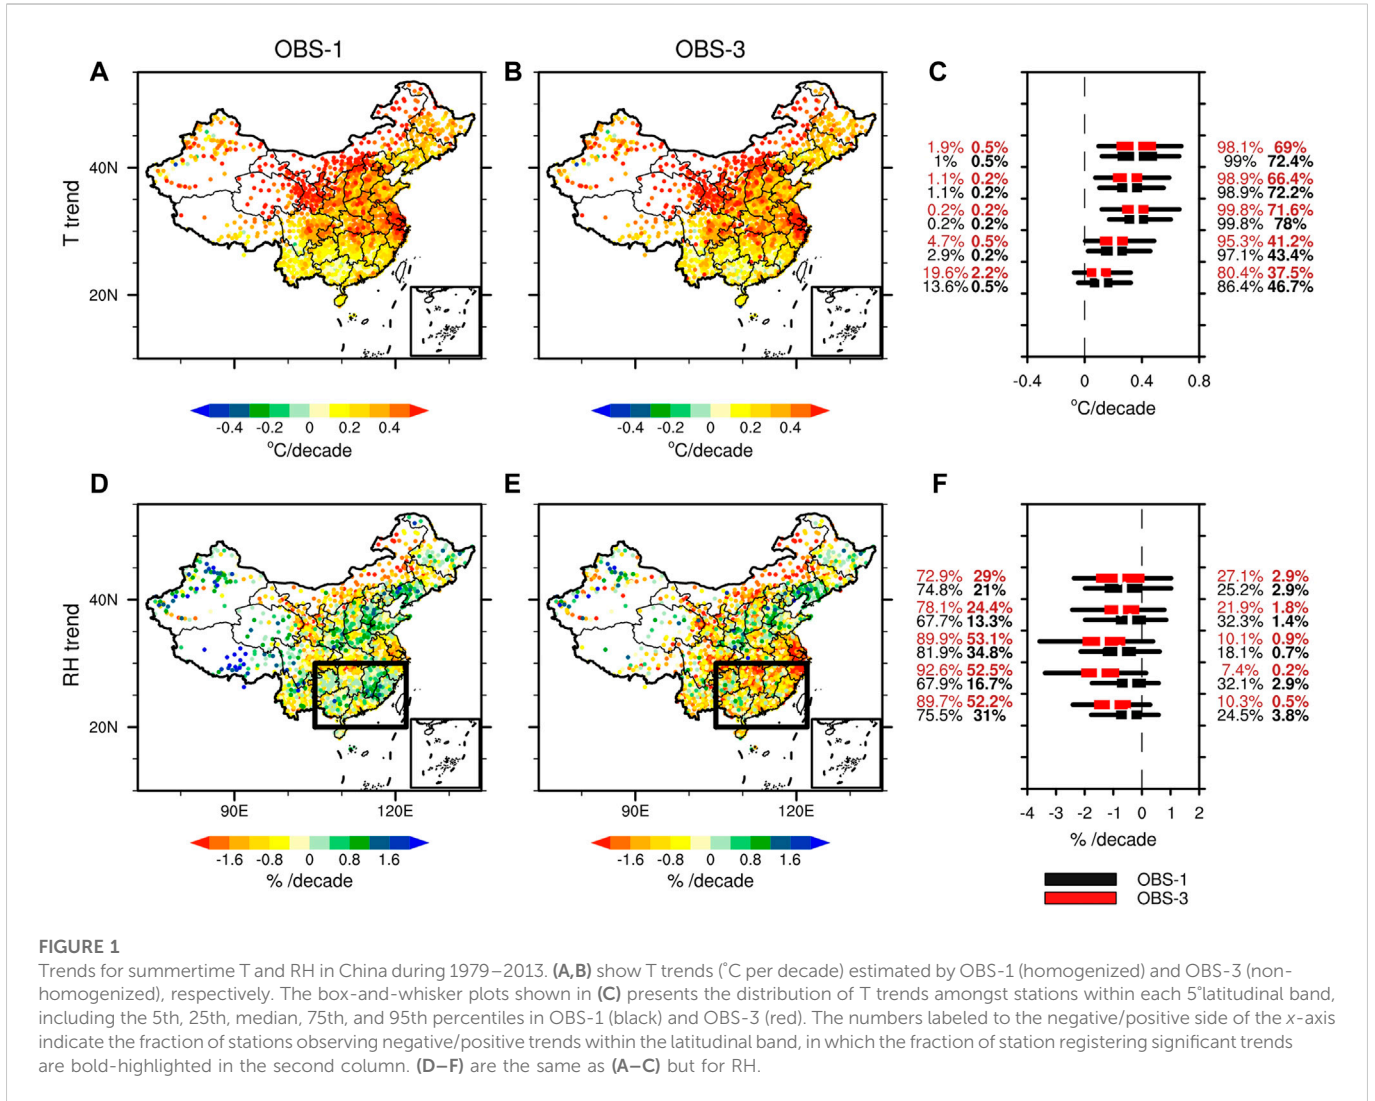 OBS-1
OBS-3
A
B
C
T trend
40N
20N
1.9% 0.5%
1% 0.5%
1.1% 0.2%
1.1% 0.2%
0.2% 0.2%
0.2% 0.2%
4.7% 0.5%
2.9% 0.2%
19.6% 2.2%
13.6% 0.5%
98.1% 69%
99% 72.4%
98.9% 66.4%
98.9% 72.2%
99.8% 71.6%
99.8% 78%
95.3% 41.2%
97.1% 43.4%
80.4% 37.5%
86.4% 46.7%
-0.4 0 0.4 0.8
°C/decade
-0.4 -0.2 0 0.2 0.4
°C/decade
-0.4 -0.2 0 0.2 0.4
°C/decade
D
E
F
RH trend
40N
20N
90E 120E
90E 120E
72.9% 29%
74.8% 21%
78.1% 24.4%
67.7% 13.3%
89.9% 53.1%
81.9% 34.8%
92.6% 52.5%
67.9% 16.7%
89.7% 52.2%
75.5% 31%
27.1% 2.9%
25.2% 2.9%
21.9% 1.8%
32.3% 1.4%
10.1% 0.9%
18.1% 0.7%
7.4% 0.2%
32.1% 2.9%
10.3% 0.5%
24.5% 3.8%
-4 -3 -2 -1 0 1 2
% /decade
-1.6 -0.8 0 0.8 1.6
% /decade
-1.6 -0.8 0 0.8 1.6
% /decade
OBS-1
OBS-3
FIGURE 1
Trends for summertime T and RH in China during 1979–2013. (A,B) show T trends (°C per decade) estimated by OBS-1 (homogenized) and OBS-3 (non-
homogenized), respectively. The box-and-whisker plots shown in (C) presents the distribution of T trends amongst stations within each 5°latitudinal band,
including the 5th, 25th, median, 75th, and 95th percentiles in OBS-1 (black) and OBS-3 (red). The numbers labeled to the negative/positive side of the x-axis
indicate the fraction of stations observing negative/positive trends within the latitudinal band, in which the fraction of station registering significant trends
are bold-highlighted in the second column. (D–F) are the same as (A–C) but for RH.